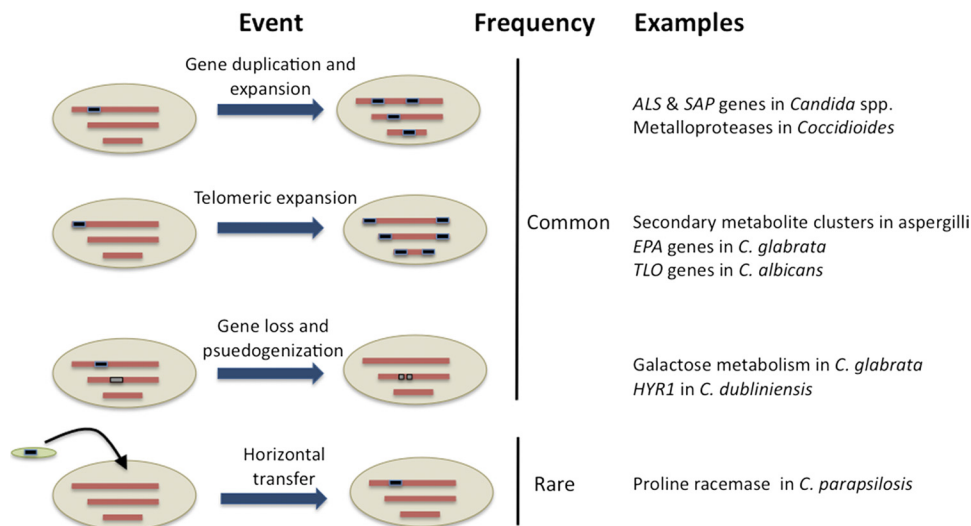 Event Frequency Examples
Gene duplication and
expansion
ALS & SAP genes in Candida spp.
Metalloproteases in Coccidioides
Telomeric expansion
Common
Secondary metabolite clusters in aspergilli
EPA genes in C. glabrata
TLO genes in C. albicans
Gene loss and
psuedogenization
Galactose metabolism in C. glabrata
HYR1 in C. dubliniensis
Horizontal
transfer
Rare
Proline racemase in C. parapsilosis